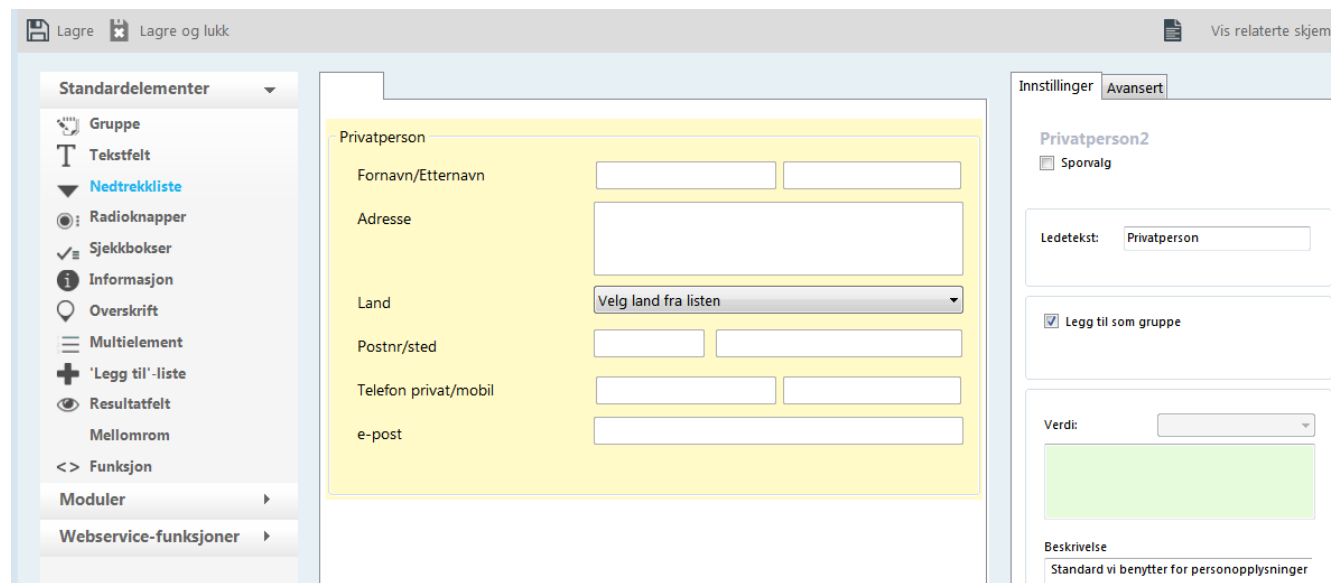 Lagre Lagre og lukk Vis relaterte skjem
Standardelementer
Gruppe
Tekstfelt
Nedtrekkliste
Radioknapper
Sjekkbokser
Informasjon
Overskrift
Multielement
'Legg til'-liste
Resultatfelt
Mellomrom
<> Funksjon
Moduler
Webservice-funksjoner
Privatperson
Fornavn/Etternavn
Adresse
Land Velg land fra listen
Postnr/sted
Telefon privat/mobil
e-post
Innstillinger Avansert
Privatperson2
Sporvalg
Ledetekst: Privatperson
Legg til som gruppe
Verdi:
Beskrivelse
Standard vi benytter for personopplysninger